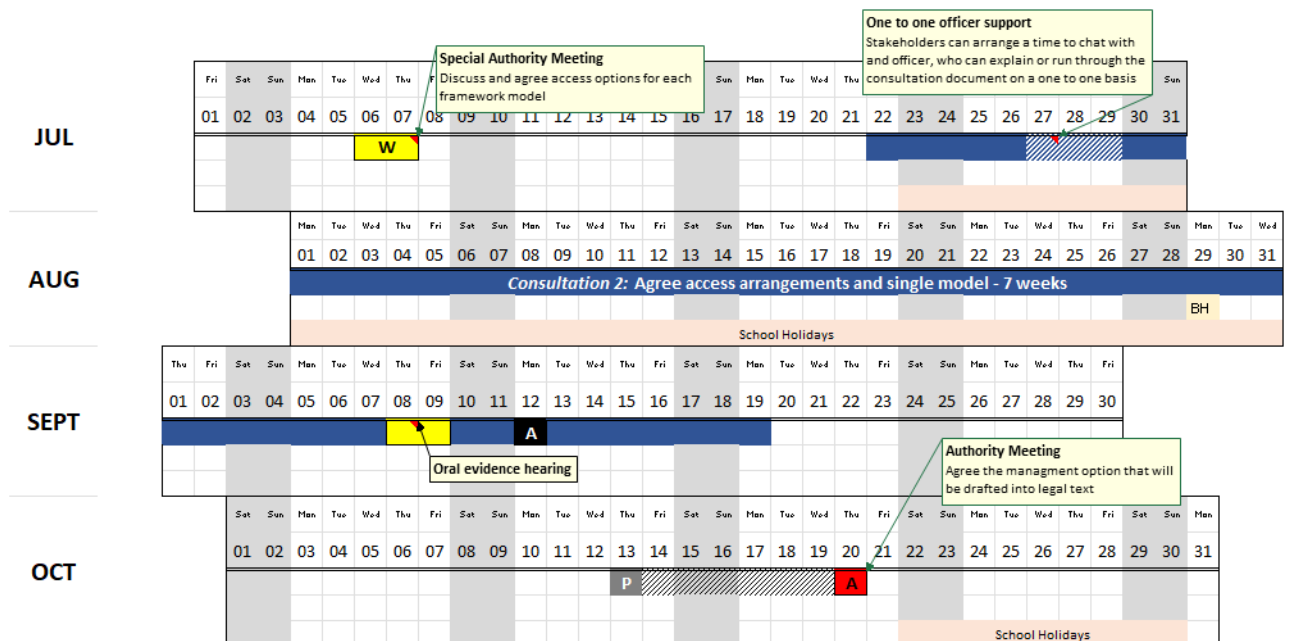 One to one officer support
Stakeholders can arrange a time to chat with
and officer, who can explain or run through the
consultation document on a one to one basis
Special Authority Meeting
Discuss and agree access options for each
framework model
JUL
Fri Sat Sun Mon Tue Wed Thu F Sun Mon Tue Wed Thu Sun
01 02 03 04 05 06 07 08 09 10 11 12 13 14 15 16 17 18 19 20 21 22 23 24 25 26 27 28 29 30 31
W
AUG
Mon Tue Wed Thu Fri Sat Sun Mon Tue Wed Thu Fri Sat Sun Mon Tue Wed Thu Fri Sat Sun Mon Tue Wed Thu Fri Sat Sun Mon Tue Wed
01 02 03 04 05 06 07 08 09 10 11 12 13 14 15 16 17 18 19 20 21 22 23 24 25 26 27 28 29 30 31
Consultation 2: Agree access arrangements and single model - 7 weeks
BH
School Holidays
SEPT
Thu Fri Sat Sun Mon Tue Wed Thu Fri Sat Sun Mon Tue Wed Thu Fri Sat Sun Mon Tue Wed Thu Fri Sat Sun Mon Tue Wed Thu Fri
01 02 03 04 05 06 07 08 09 10 11 12 13 14 15 16 17 18 19 20 21 22 23 24 25 26 27 28 29 30
A
Oral evidence hearing
Authority Meeting
Agree the managment option that will
be drafted into legal text
OCT
Sat Sun Mon Tue Wed Thu Fri Sat Sun Mon Tue Wed Thu Fri Sat Sun Mon Tue Wed Thu Fri Sat Sun Mon Tue Wed Thu Fri Sat Sun Mon
01 02 03 04 05 06 07 08 09 10 11 12 13 14 15 16 17 18 19 20 21 22 23 24 25 26 27 28 29 30 31
P A
School Holidays